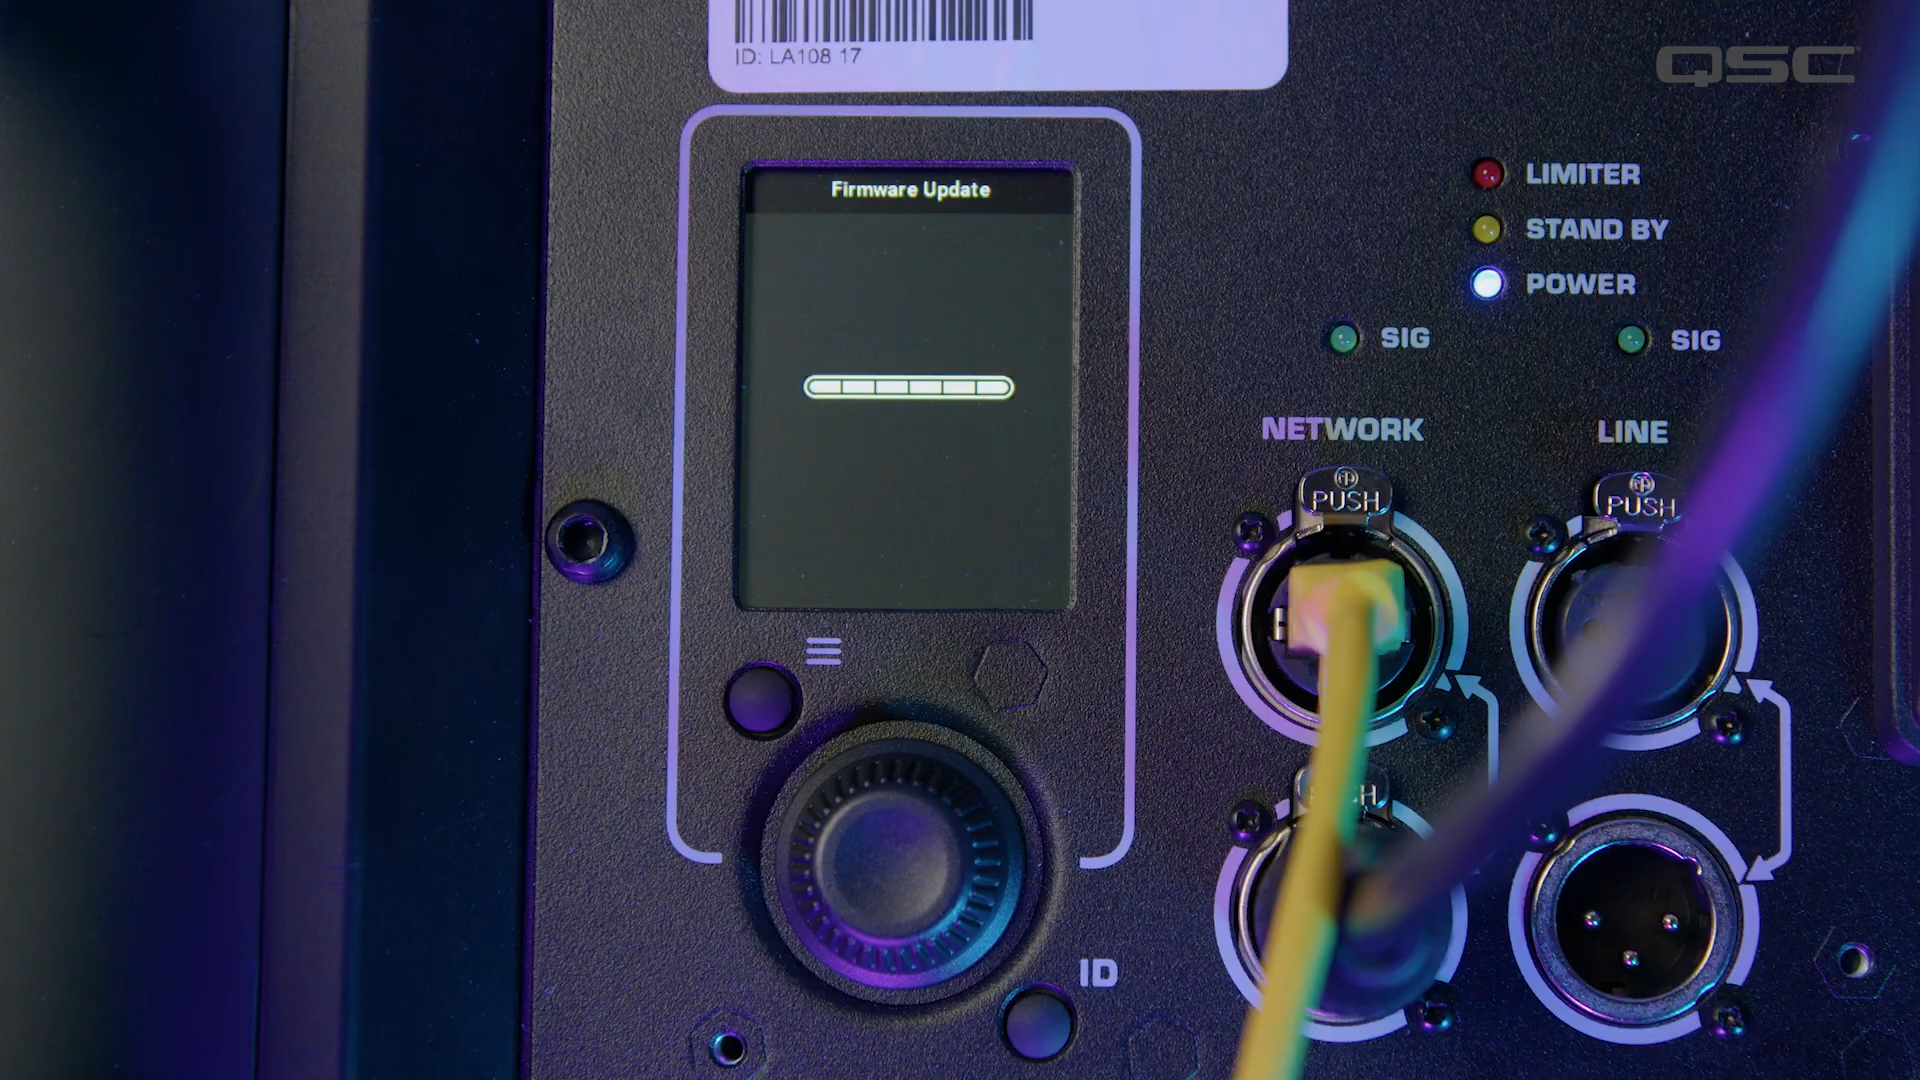 ID: LA108 17
QSC
Firmware Update
LIMITER
STAND BY
POWER
SIG
SIG
NETWORK
LINE
PUSH
PUSH
ID